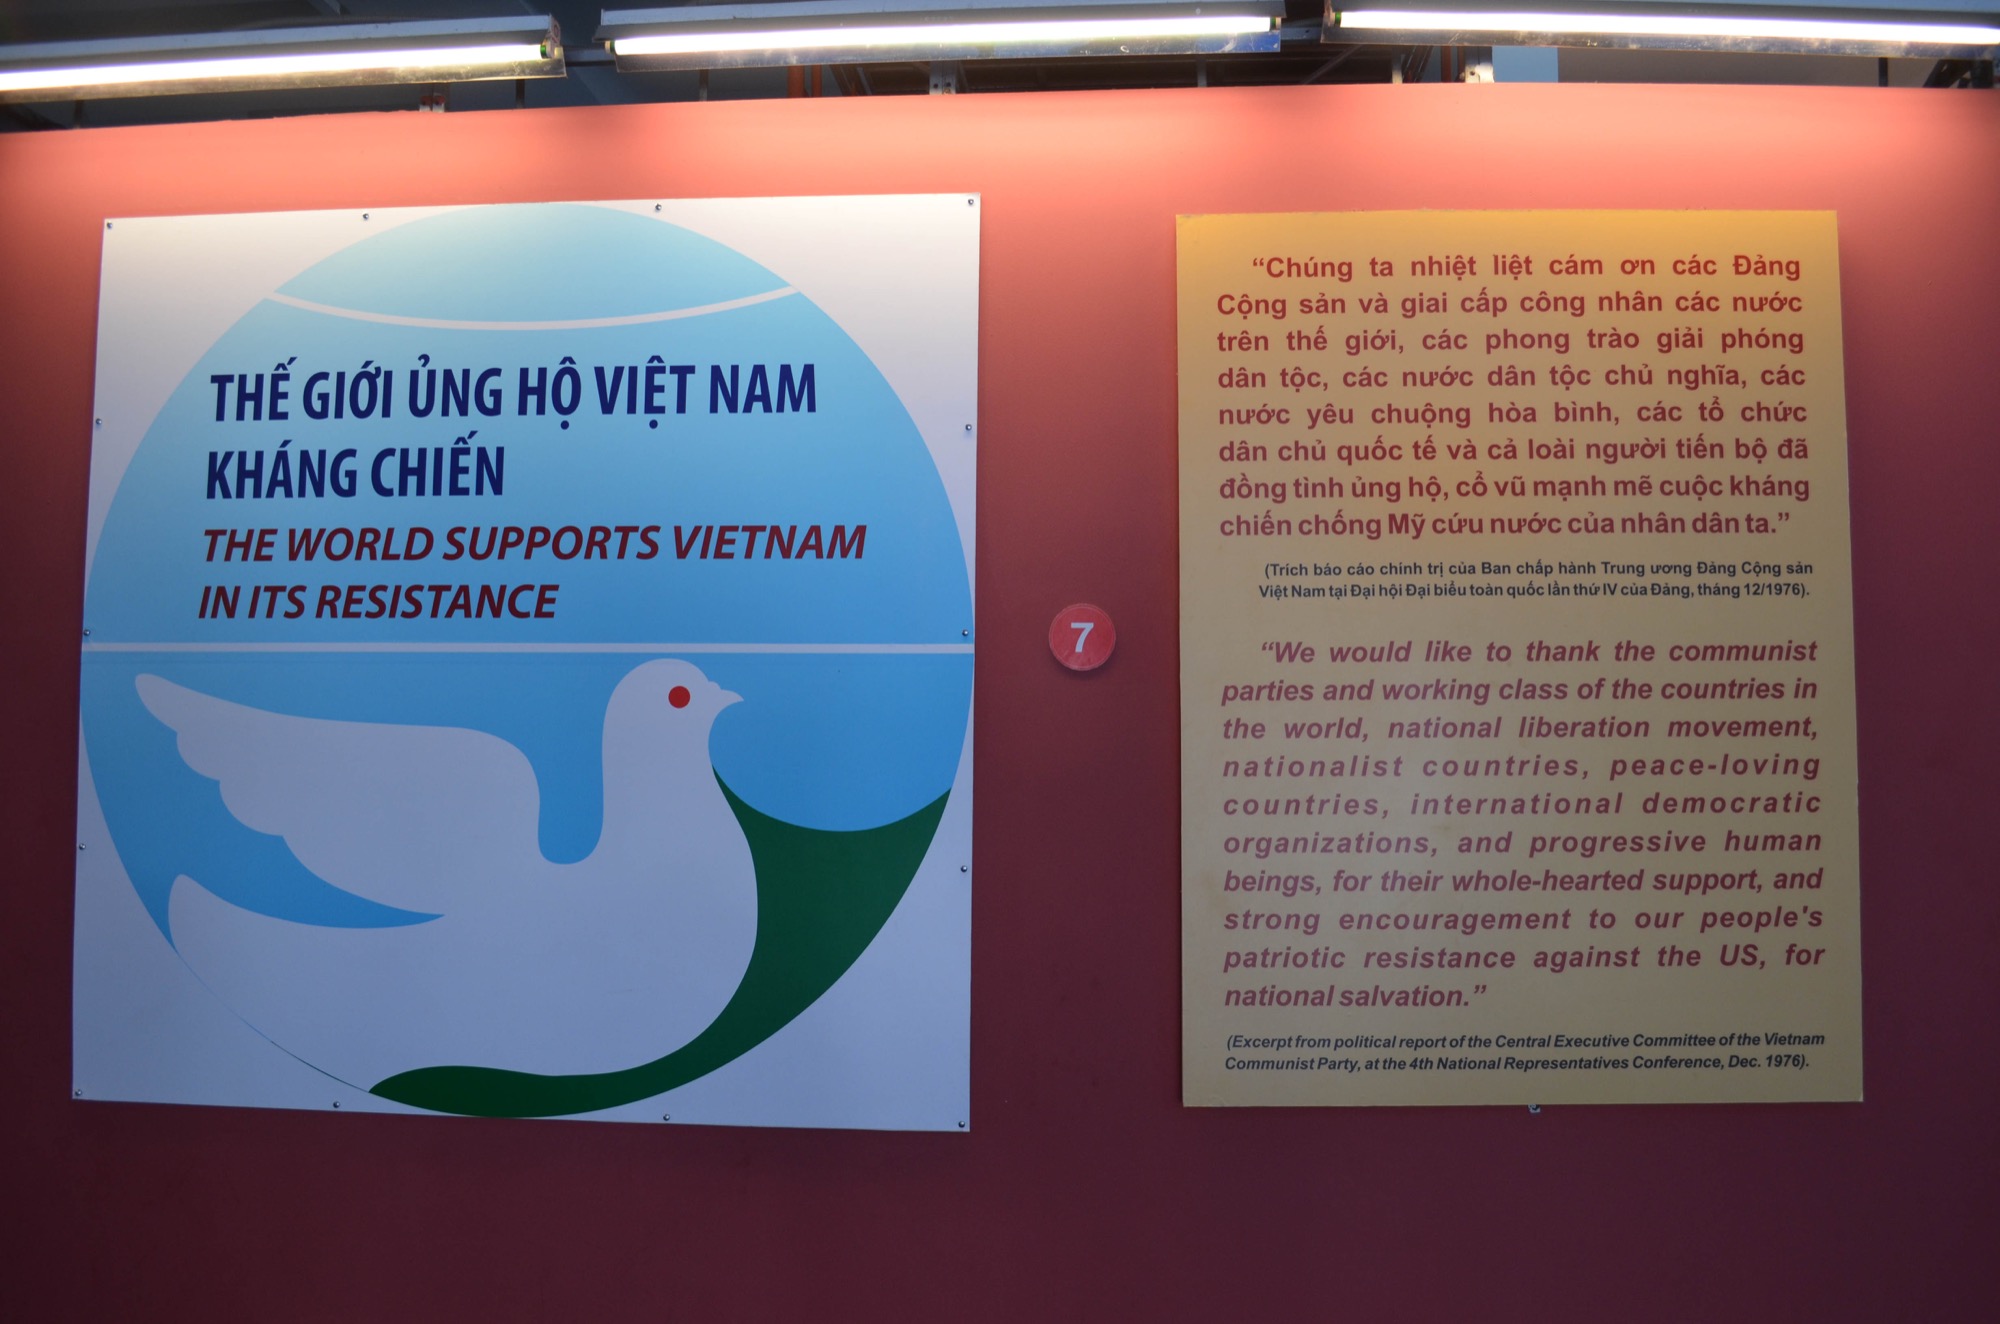 THẾ GIỚI ỦNG HỘ VIỆT NAM
KHÁNG CHIẾN
THE WORLD SUPPORTS VIETNAM
IN ITS RESISTANCE
7
“Chúng ta nhiệt liệt cám ơn các Đảng
Cộng sản và giai cấp công nhân các nước
trên thế giới, các phong trào giải phóng
dân tộc, các nước dân tộc chủ nghĩa, các
nước yêu chuộng hòa bình, các tổ chức
dân chủ quốc tế và cả loài người tiến bộ đã
đồng tình ủng hộ, cổ vũ mạnh mẽ cuộc kháng
chiến chống Mỹ cứu nước của nhân dân ta.”
(Trích báo cáo chính trị của Ban chấp hành Trung ương Đảng Cộng sản
Việt Nam tại Đại hội Đại biểu toàn quốc lần thứ IV của Đảng, tháng 12/1976).
“We would like to thank the communist
parties and working class of the countries in
the world, national liberation movement,
nationalist countries, peace-loving
countries, international democratic
organizations, and progressive human
beings, for their whole-hearted support, and
strong encouragement to our people's
patriotic resistance against the US, for
national salvation.”
(Excerpt from political report of the Central Executive Committee of the Vietnam
Communist Party, at the 4th National Representatives Conference, Dec. 1976).